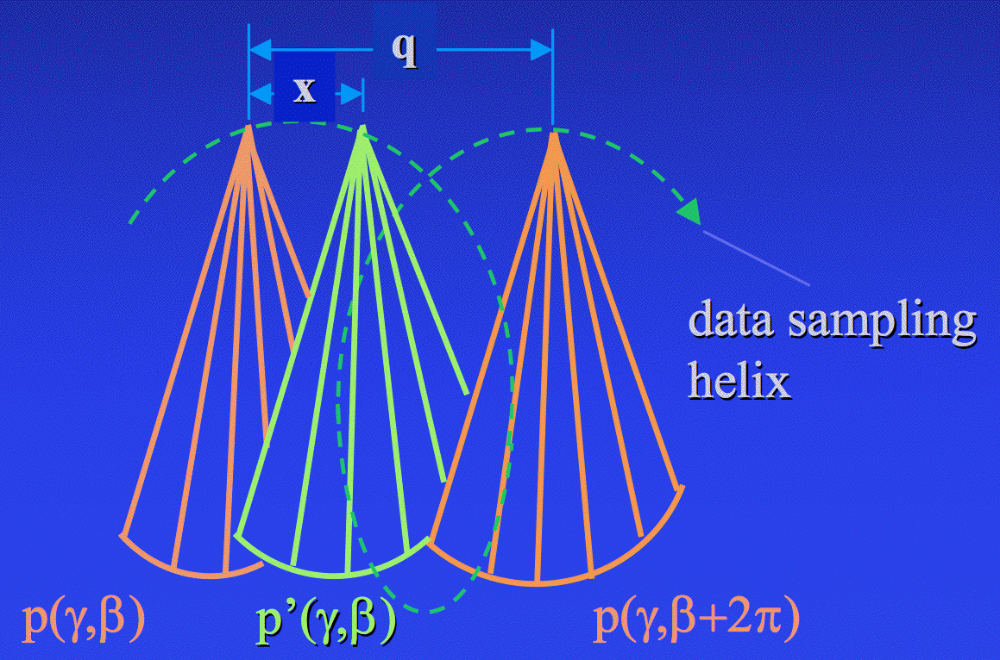 q
x
data sampling
helix
p(γ,β)
p’(γ,β)
p(γ,β+2π)